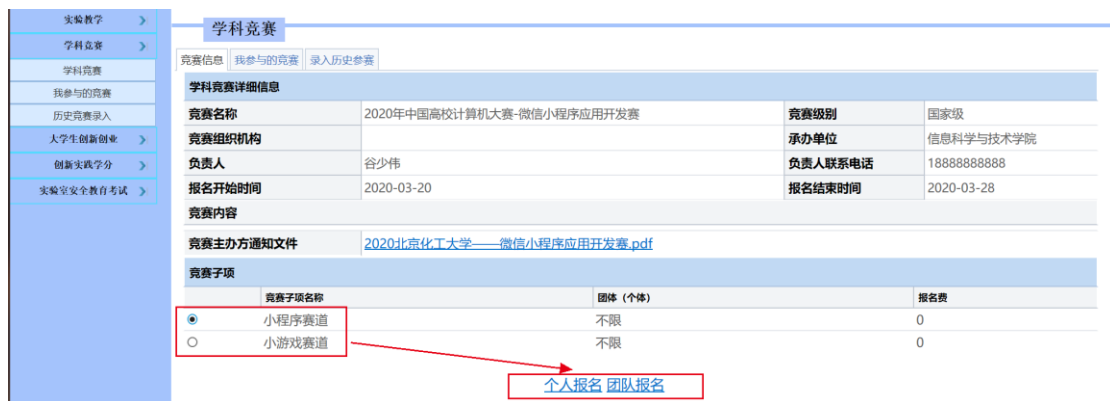 实验教学
学科竞赛
学科竞赛
我参与的竞赛
历史竞赛录入
大学生创新创业
创新实践学分
实验室安全教育考试
学科竞赛
竞赛信息 我参与的竞赛 录入历史参赛
学科竞赛详细信息
竞赛名称 2020年中国高校计算机大赛-微信小程序应用开发赛 竞赛级别 国家级
竞赛组织机构 承办单位 信息科学与技术学院
负责人 谷少伟 负责人联系电话 18888888888
报名开始时间 2020-03-20 报名结束时间 2020-03-28
竞赛内容
竞赛主办方通知文件 2020北京化工大学——微信小程序应用开发赛.pdf
竞赛子项
竞赛子项名称 团体（个体） 报名费
小程序赛道 不限 0
小游戏赛道 不限 0
个人报名 团队报名